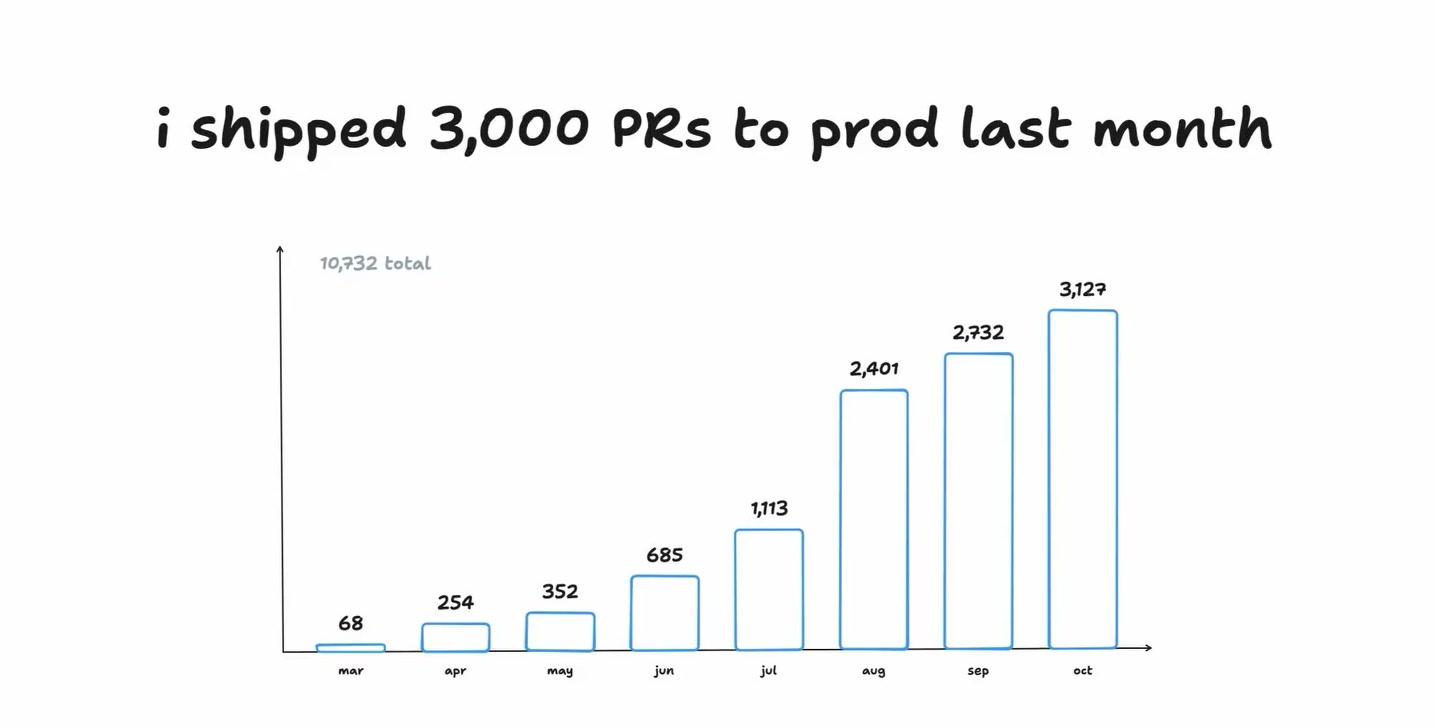 i shipped 3,000 PRs to prod last month
10,732 total
3,127
2,732
2,401
1,113
685
352
254
68
mar apr may jun jul aug sep oct